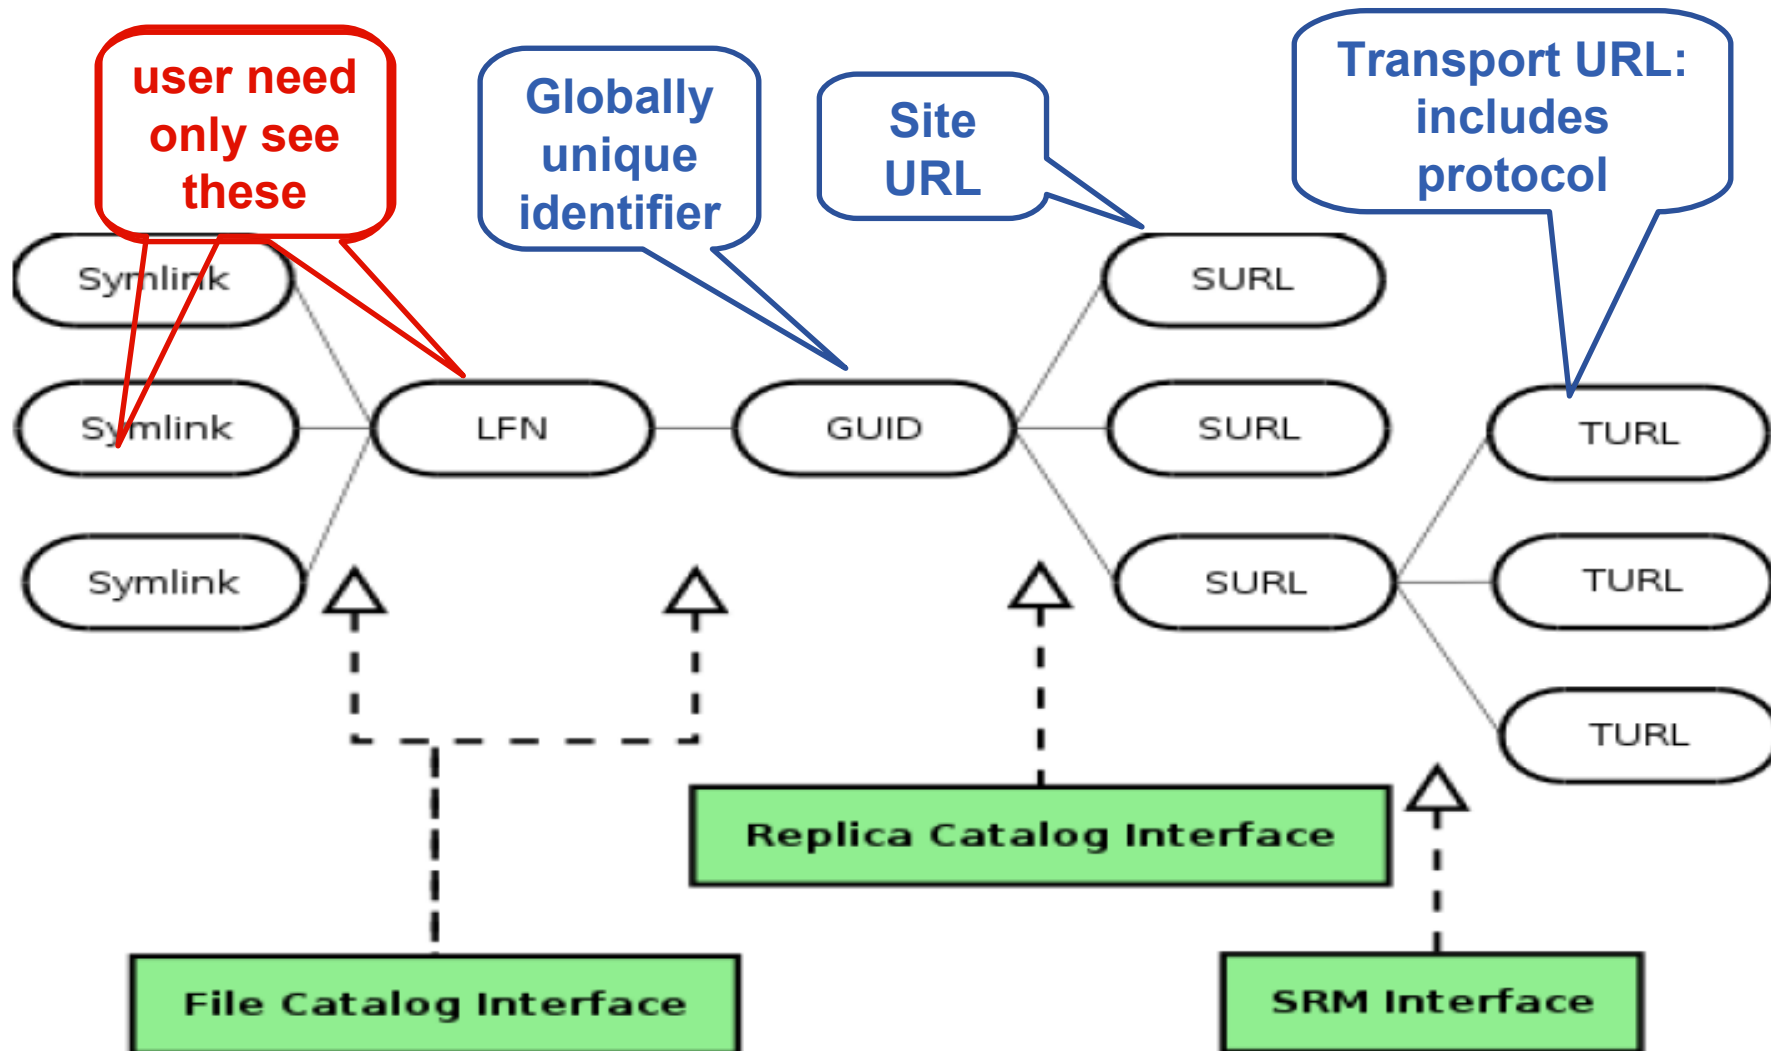 user need
only see
these
Globally
unique
identifier
Site
URL
Transport URL:
includes
protocol
Symlink
SURL
Symlink
LFN
GUID
SURL
TURL
Symlink
SURL
TURL
TURL
Replica Catalog Interface
File Catalog Interface
SRM Interface